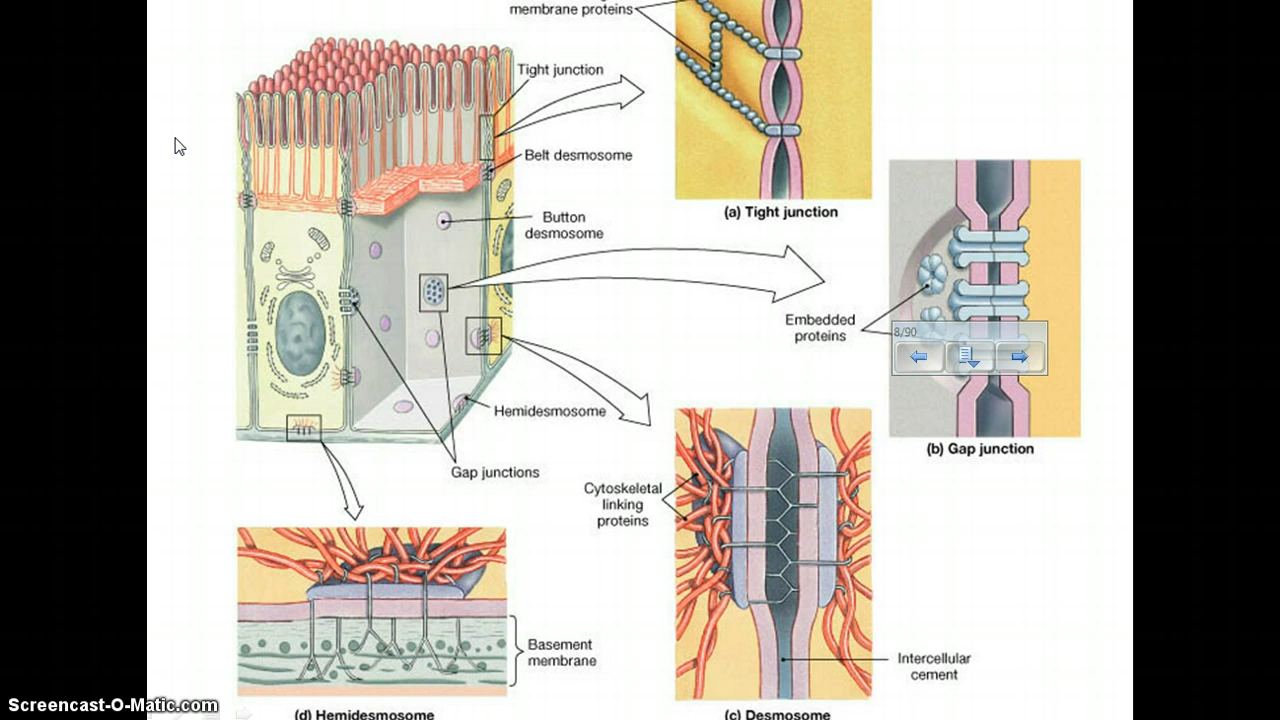 membrane proteins
Tight junction
Belt desmosome
(a) Tight junction
Button
desmosome
Embedded
proteins
8/90
Hemidesmosome
(b) Gap junction
Gap junctions
Cytoskeletal
linking
proteins
Basement
membrane
Intercellular
cement
(d) Hemidesmosome
(c) Desmosome
Screencast-O-Matic.com